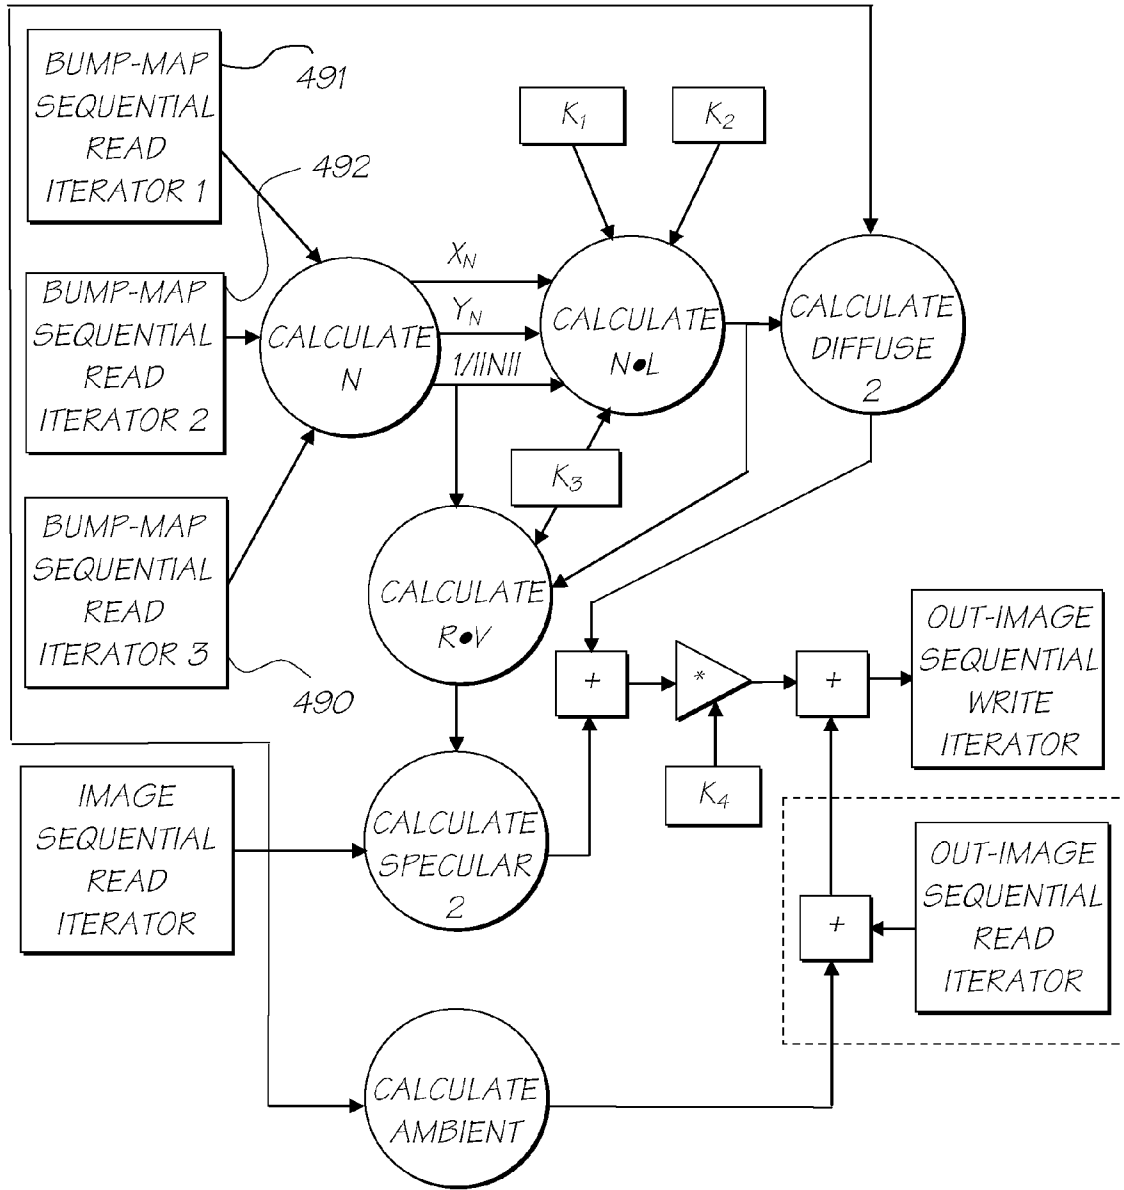 BUMP-MAP
SEQUENTIAL
READ
ITERATOR 1
491
K1
K2
492
BUMP-MAP
SEQUENTIAL
READ
ITERATOR 2
CALCULATE
N
XN
YN
1/||N||
CALCULATE
N●L
CALCULATE
DIFFUSE
2
K3
BUMP-MAP
SEQUENTIAL
READ
ITERATOR 3
490
CALCULATE
R●V
+
*
+
K4
OUT-IMAGE
SEQUENTIAL
WRITE
ITERATOR
IMAGE
SEQUENTIAL
READ
ITERATOR
CALCULATE
SPECULAR
2
+
OUT-IMAGE
SEQUENTIAL
READ
ITERATOR
CALCULATE
AMBIENT